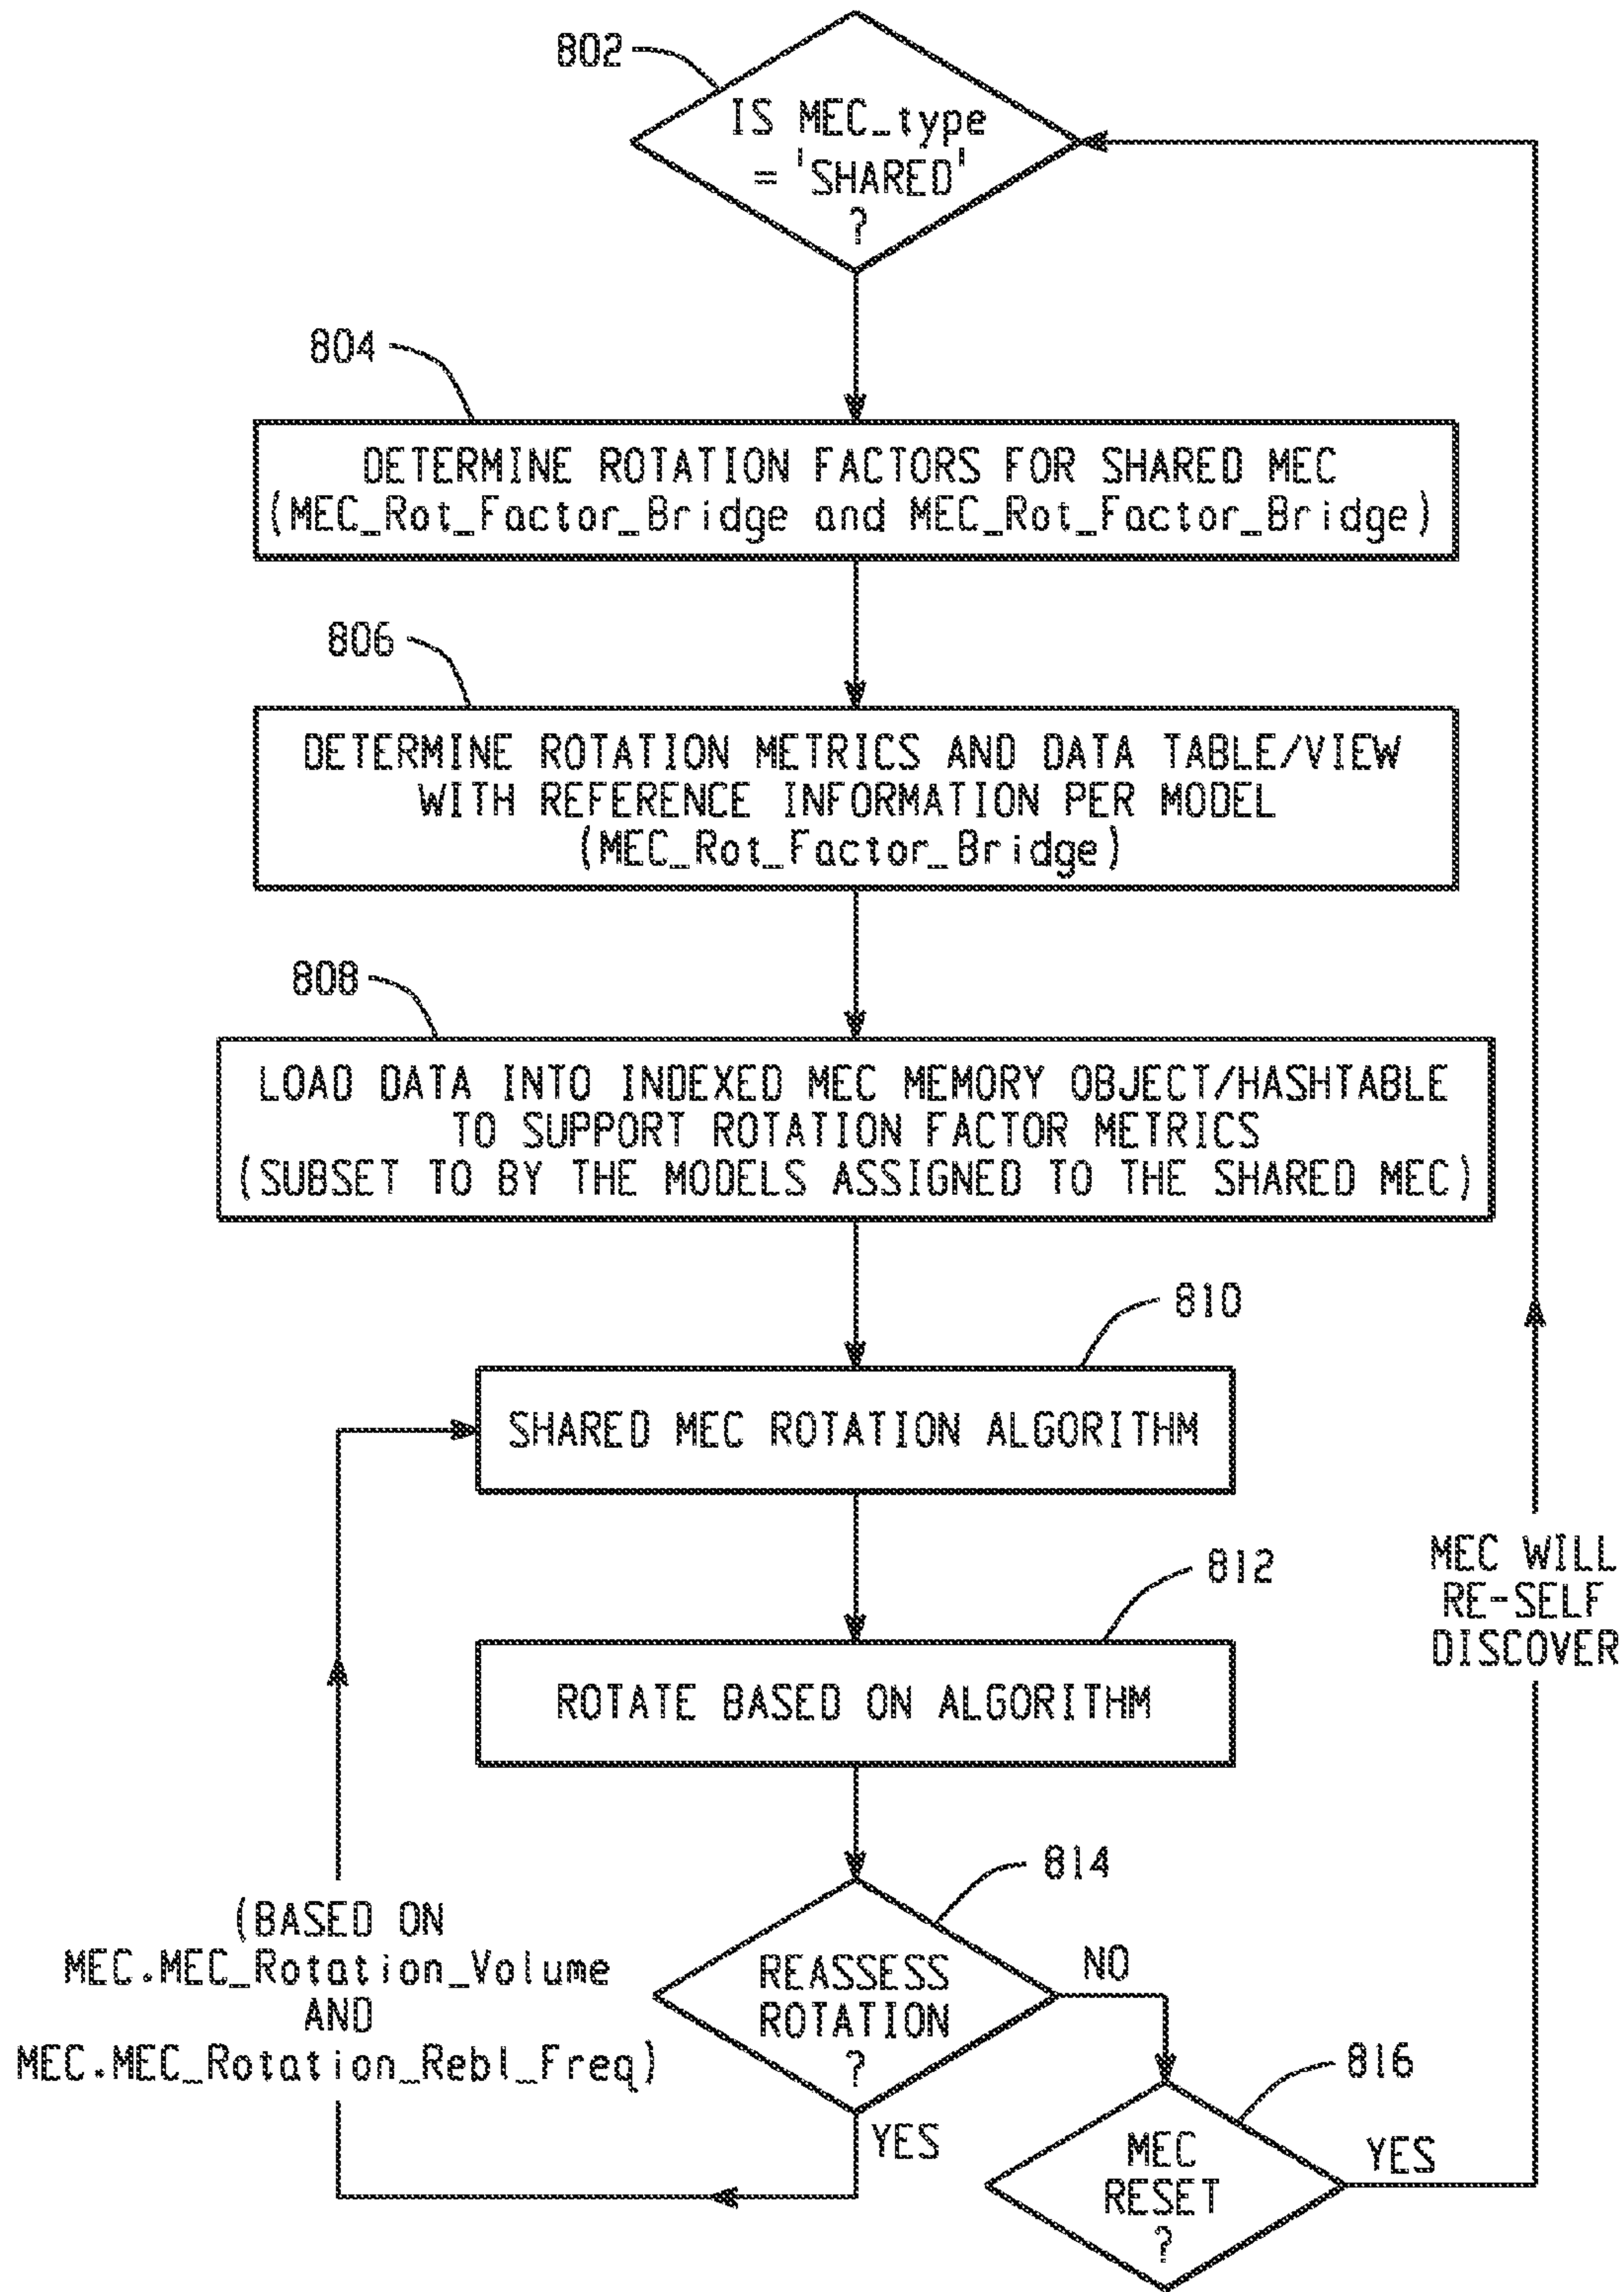 802
IS MEC_type
= 'SHARED'
?
804
DETERMINE ROTATION FACTORS FOR SHARED MEC
(MEC_Rot_Factor_Bridge and MEC_Rot_Factor_Bridge)
806
DETERMINE ROTATION METRICS AND DATA TABLE/VIEW
WITH REFERENCE INFORMATION PER MODEL
(MEC_Rot_Factor_Bridge)
808
LOAD DATA INTO INDEXED MEC MEMORY OBJECT/HASHTABLE
TO SUPPORT ROTATION FACTOR METRICS
(SUBSET TO BY THE MODELS ASSIGNED TO THE SHARED MEC)
810
SHARED MEC ROTATION ALGORITHM
MEC WILL
RE-SELF
DISCOVER
812
ROTATE BASED ON ALGORITHM
814
(BASED ON
MEC.MEC_Rotation_Volume
AND
MEC.MEC_Rotation_Rebl_Freq)
REASSESS
ROTATION
?
NO
YES
816
MEC
RESET
?
YES